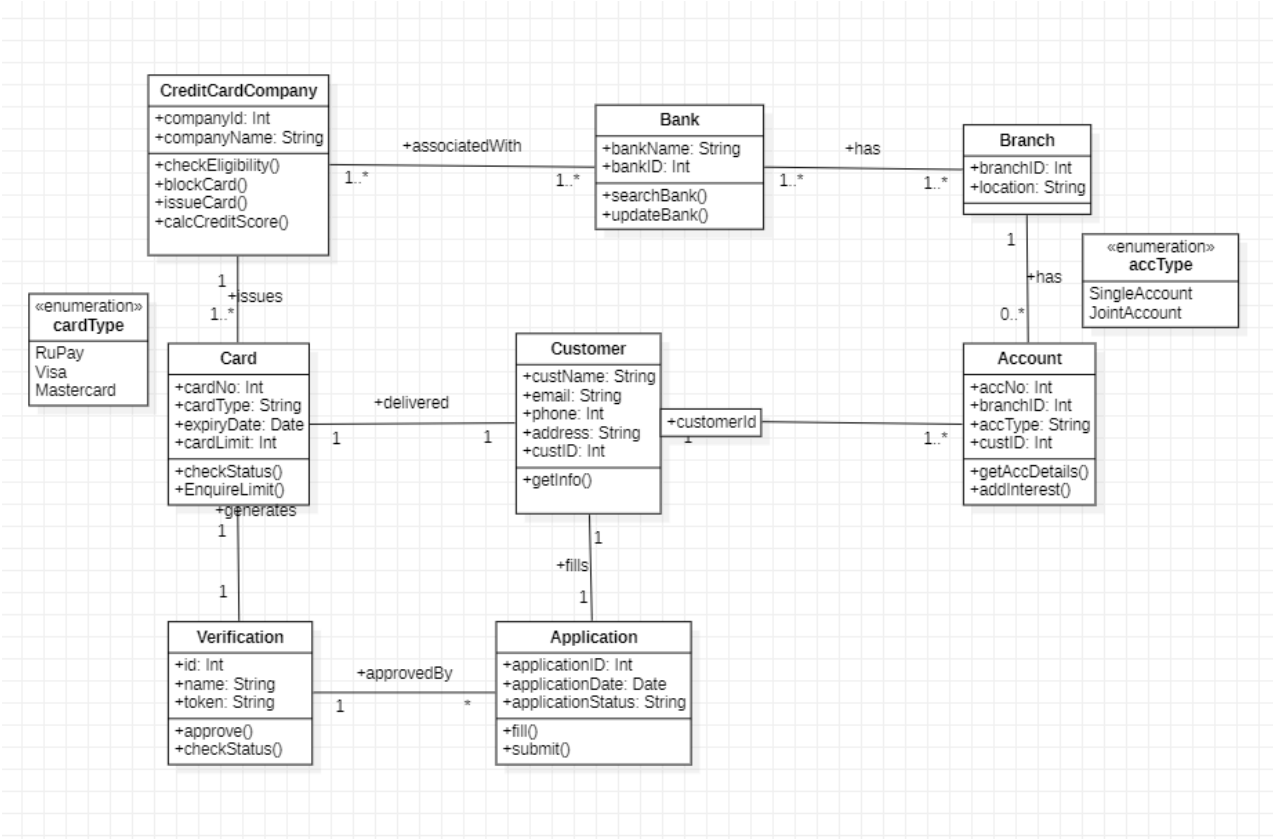 CreditCardCompany
+companyId: Int
+companyName: String
+checkEligibility()
+blockCard()
+issueCard()
+calcCreditScore()
+associatedWith
1..*
1..*
Bank
+bankName: String
+bankID: Int
+searchBank()
+updateBank()
+has
1..*
1..*
Branch
+branchID: Int
+location: String
1
+has
0..*
«enumeration»
accType
SingleAccount
JointAccount
1
+issues
1..*
«enumeration»
cardType
RuPay
Visa
Mastercard
Card
+cardNo: Int
+cardType: String
+expiryDate: Date
+cardLimit: Int
+checkStatus()
+EnquireLimit()
+delivered
1
1
Customer
+custName: String
+email: String
+phone: Int
+address: String
+custID: Int
+getInfo()
+customerId
1
1..*
Account
+accNo: Int
+branchID: Int
+accType: String
+custID: Int
+getAccDetails()
+addInterest()
+generates
1
1
1
+fills
1
Verification
+id: Int
+name: String
+token: String
+approve()
+checkStatus()
+approvedBy
1
*
Application
+applicationID: Int
+applicationDate: Date
+applicationStatus: String
+fill()
+submit()